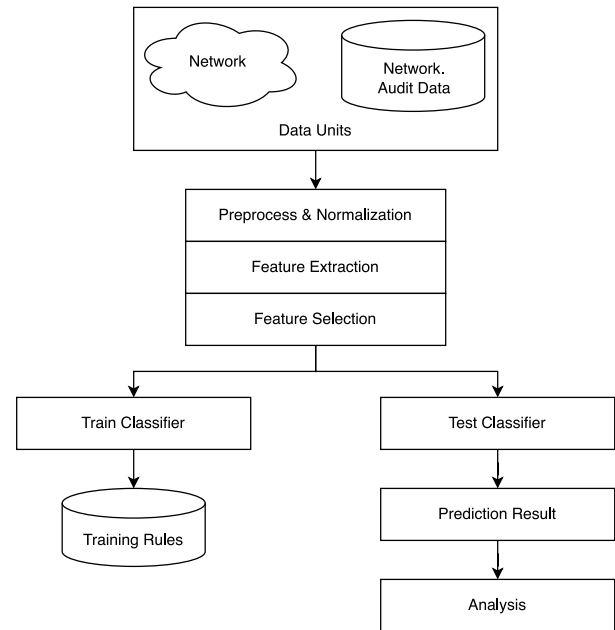 Network
Network.
Audit Data
Data Units
Preprocess & Normalization
Feature Extraction
Feature Selection
Train Classifier
Test Classifier
Training Rules
Prediction Result
Analysis